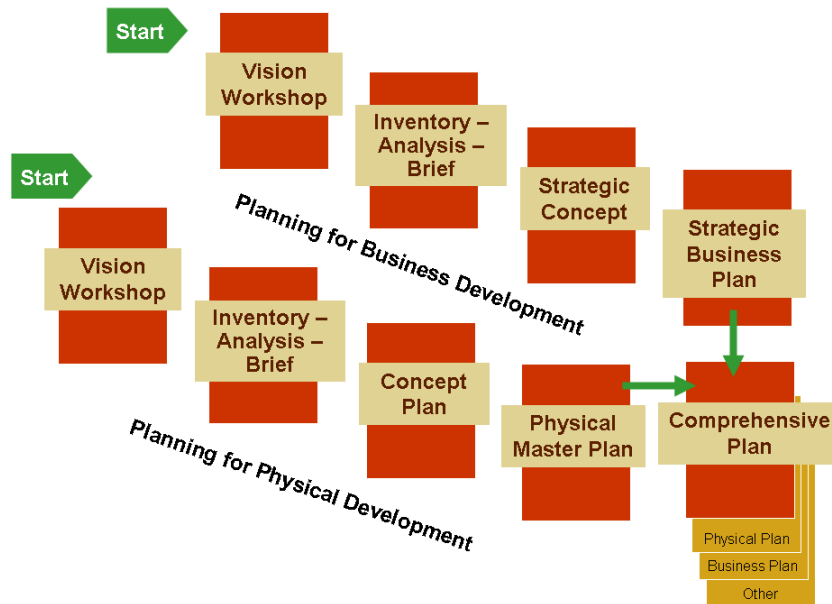 Start
Vision
Workshop
Inventory –
Analysis –
Brief
Strategic
Concept
Strategic
Business
Plan
Planning for Business Development
Start
Vision
Workshop
Inventory –
Analysis –
Brief
Concept
Plan
Physical
Master Plan
Comprehensive
Plan
Planning for Physical Development
Physical Plan
Business Plan
Other